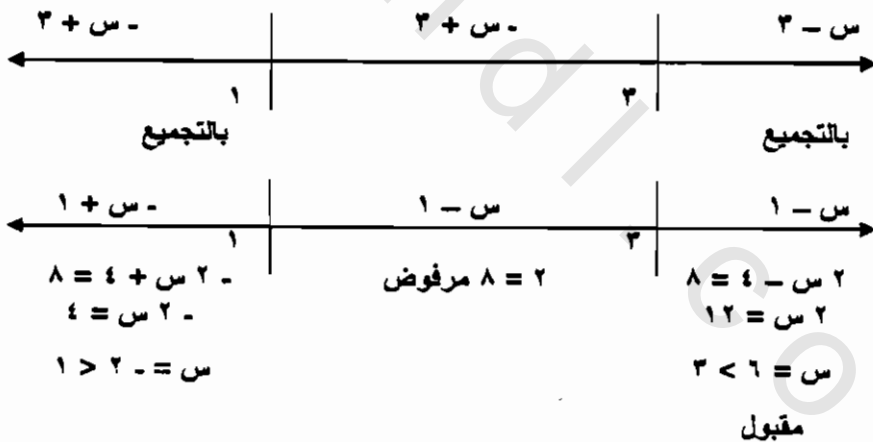 س – ٣	- س + ٣	- س + ٣
٣	١
بالتجميع	بالتجميع
س – ١	س – ١	- س + ١
٣	١
٢ س – ٤ = ٨	٢ = ٨ مرفوض	- ٢ س + ٤ = ٨
٢ س = ١٢	- ٢ س = ٤
س = ٦ > ٣	س = - ٢ < ١
مقبول